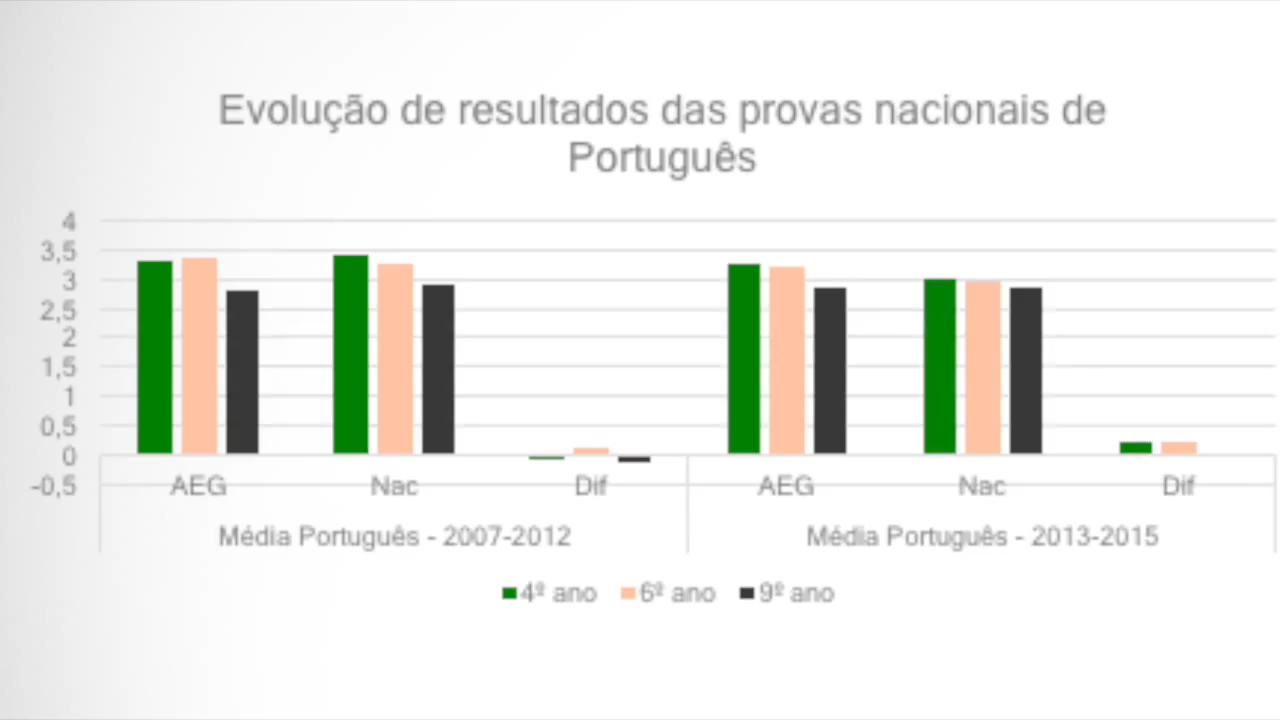 Evolução de resultados das provas nacionais de
Português
4
3,5
3
2,5
2
1,5
1
0,5
0
-0,5
AEG Nac Dif AEG Nac Dif
Média Português - 2007-2012 Média Português - 2013-2015
4º ano 6º ano 9º ano